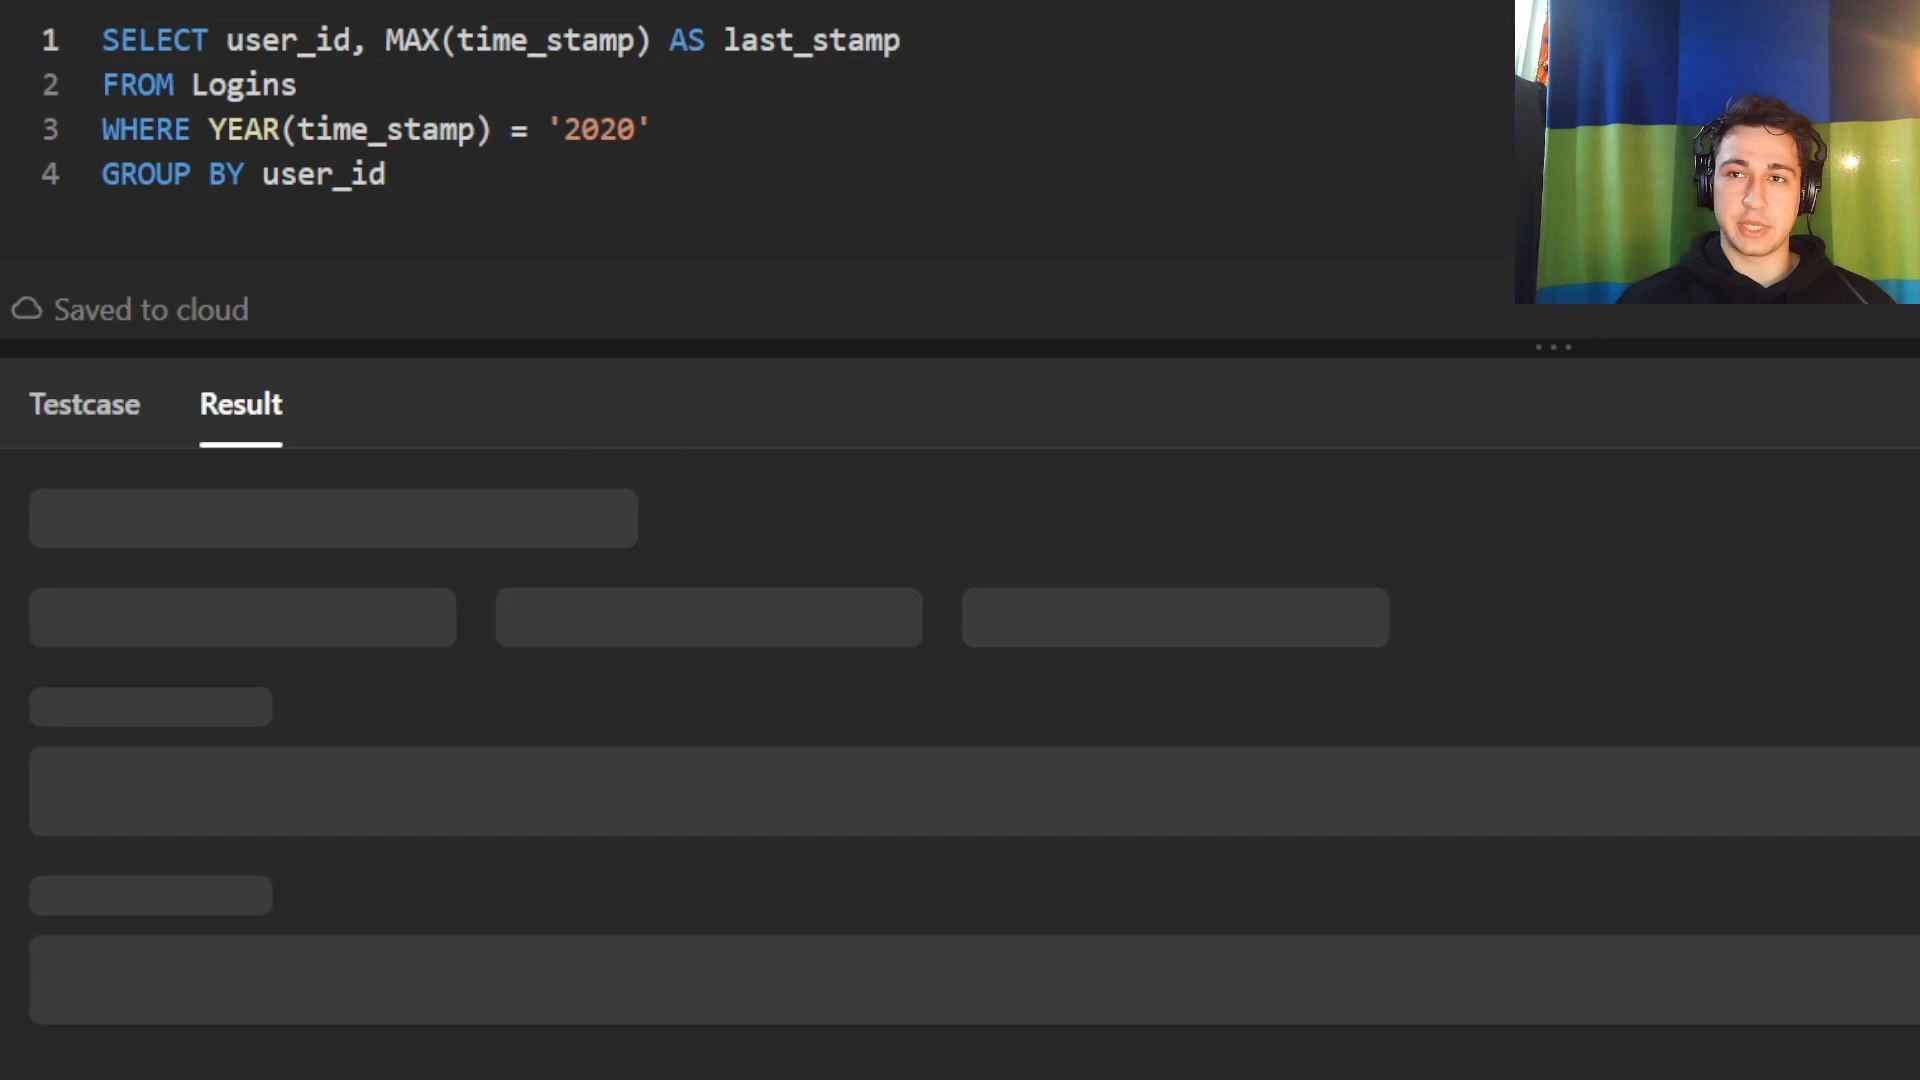 1 SELECT user_id, MAX(time_stamp) AS last_stamp
2 FROM Logins
3 WHERE YEAR(time_stamp) = '2020'
4 GROUP BY user_id
Saved to cloud
Testcase Result